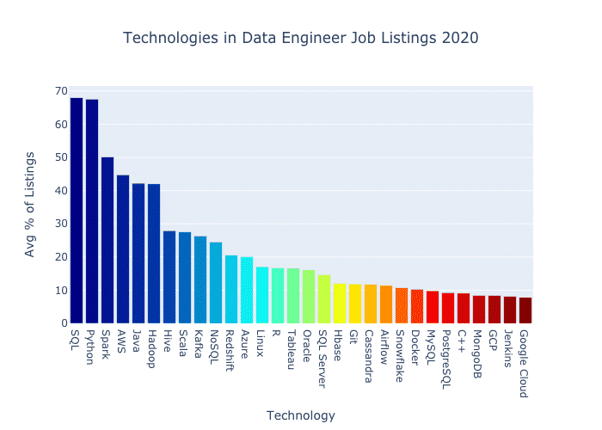 Technologies in Data Engineer Job Listings 2020
Avg % of Listings
70
60
50
40
30
20
10
0
SQL
Python
Spark
AWS
Java
Hadoop
Hive
Scala
Kafka
NoSQL
Redshift
Azure
Linux
R
Tableau
Oracle
SQL Server
Hbase
Git
Cassandra
Airflow
Snowflake
Docker
MySQL
PostgreSQL
C++
MongoDB
GCP
Jenkins
Google Cloud
Technology